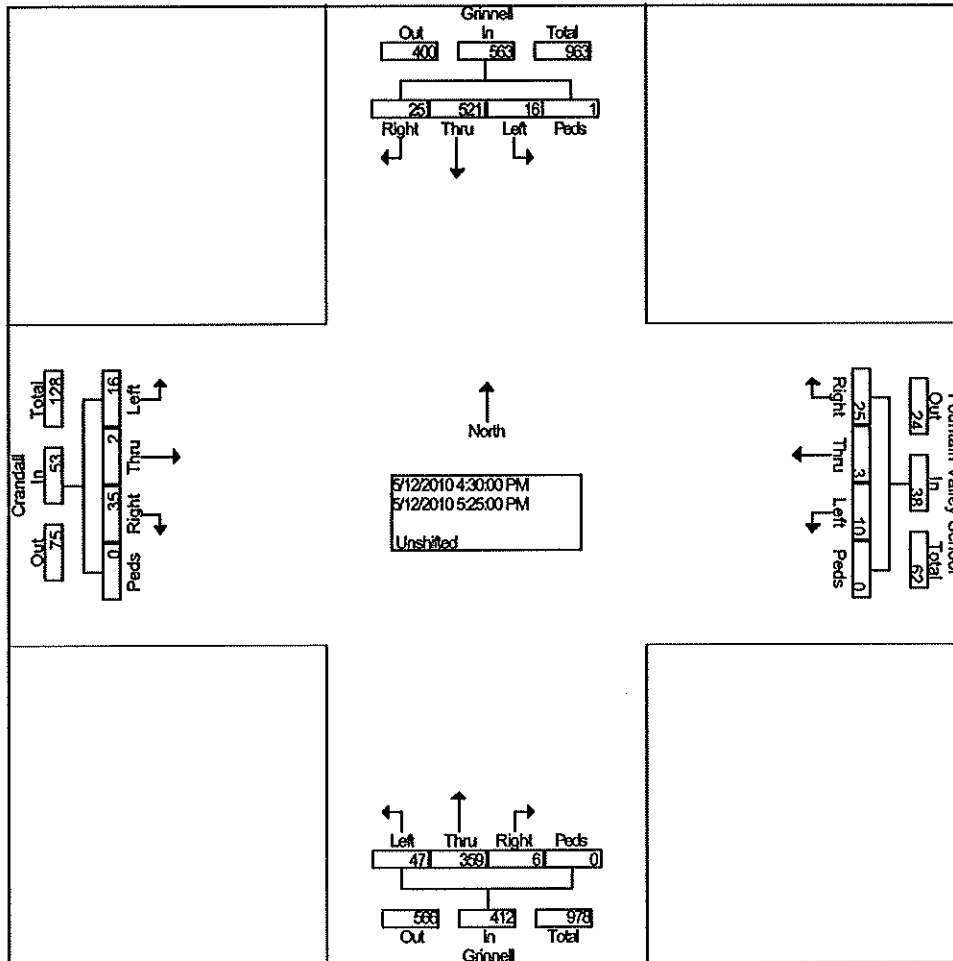 Grinnell
Out In Total
400 563 963
25 521 16 1
Right Thru Left Peds
Total In Out
128 53 75
Crandall
16 2 35 0
Left Thru Right Peds
North
5/12/2010 4:30:00 PM
5/12/2010 5:25:00 PM
Unshifted
Right Thru Left Peds
25 3 10 0
Out In Total
24 38 62
Valley School
Left Thru Right Peds
47 359 6 0
566 412 978
Out In Total
Grinnell